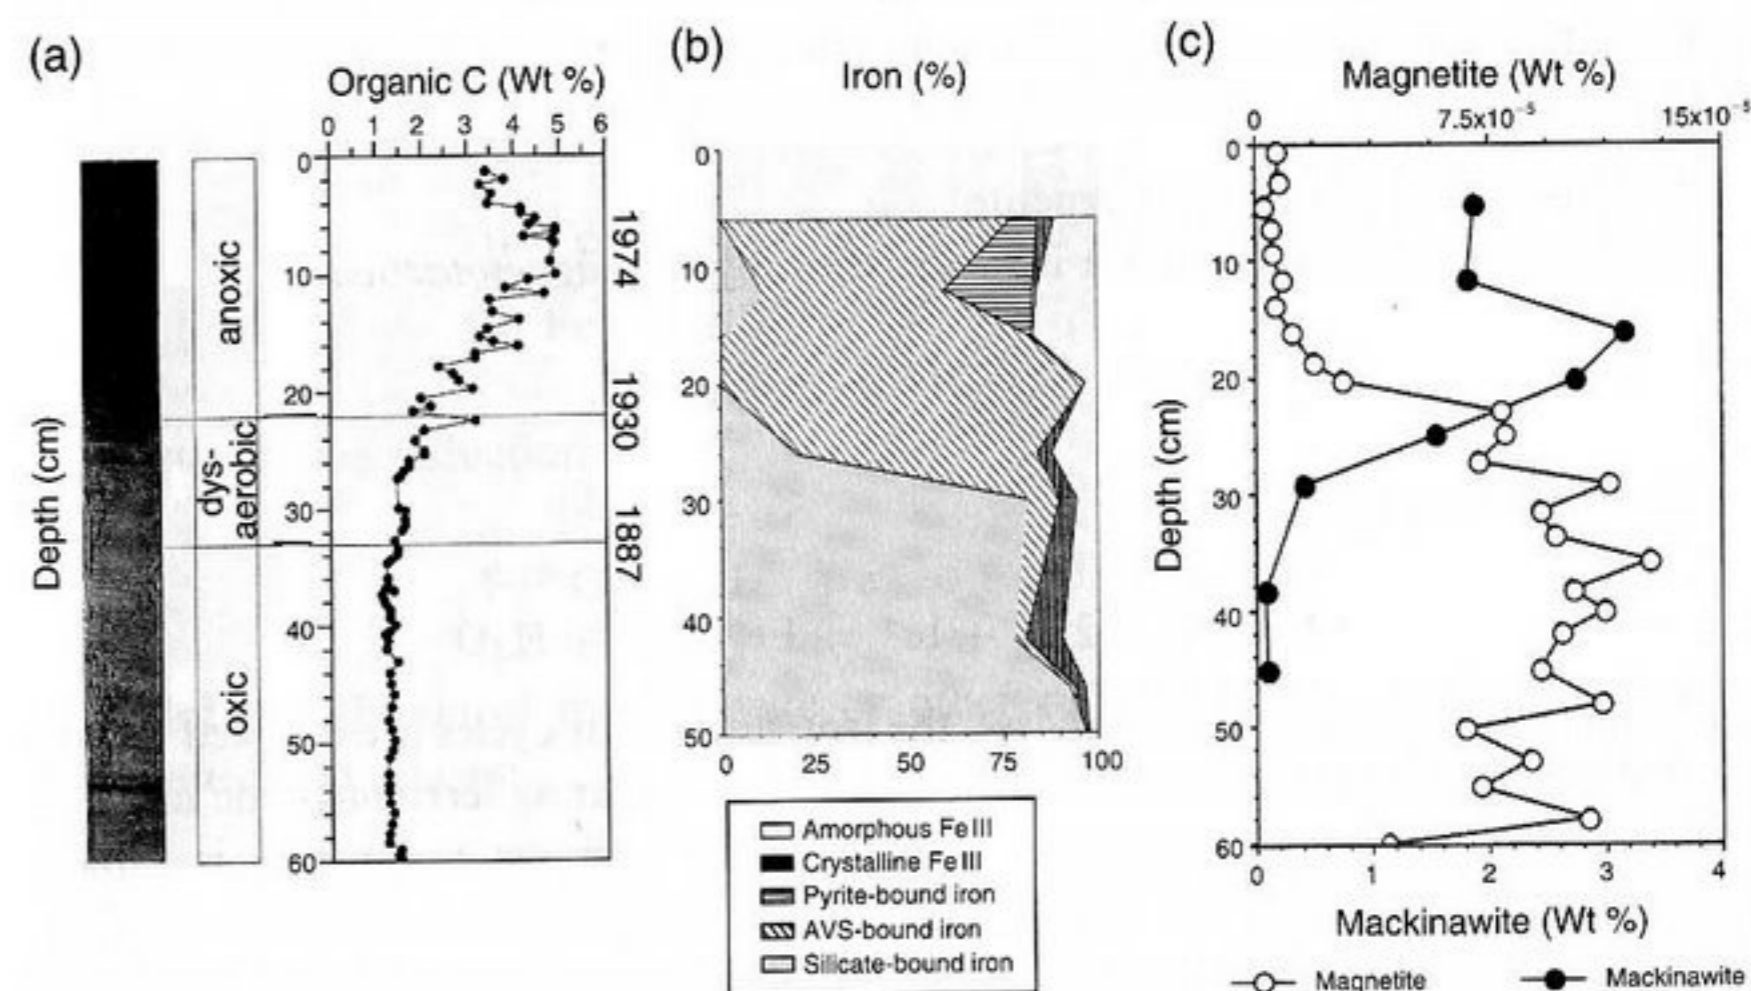 (a)
Organic C (Wt %)
0 1 2 3 4 5 6
0
10
20
30
40
50
60
Depth (cm)
anoxic
dys-
aerobic
oxic
1974
1930
1887
(b)
Iron (%)
0
10
20
30
40
50
0 25 50 75 100
Amorphous Fe III
Crystalline Fe III
Pyrite-bound iron
AVS-bound iron
Silicate-bound iron
(c)
Magnetite (Wt %)
0 7.5x10-5 15x10-5
0
10
20
30
40
50
60
Depth (cm)
0 1 2 3 4
Mackinawite (Wt %)
Magnetite Mackinawite